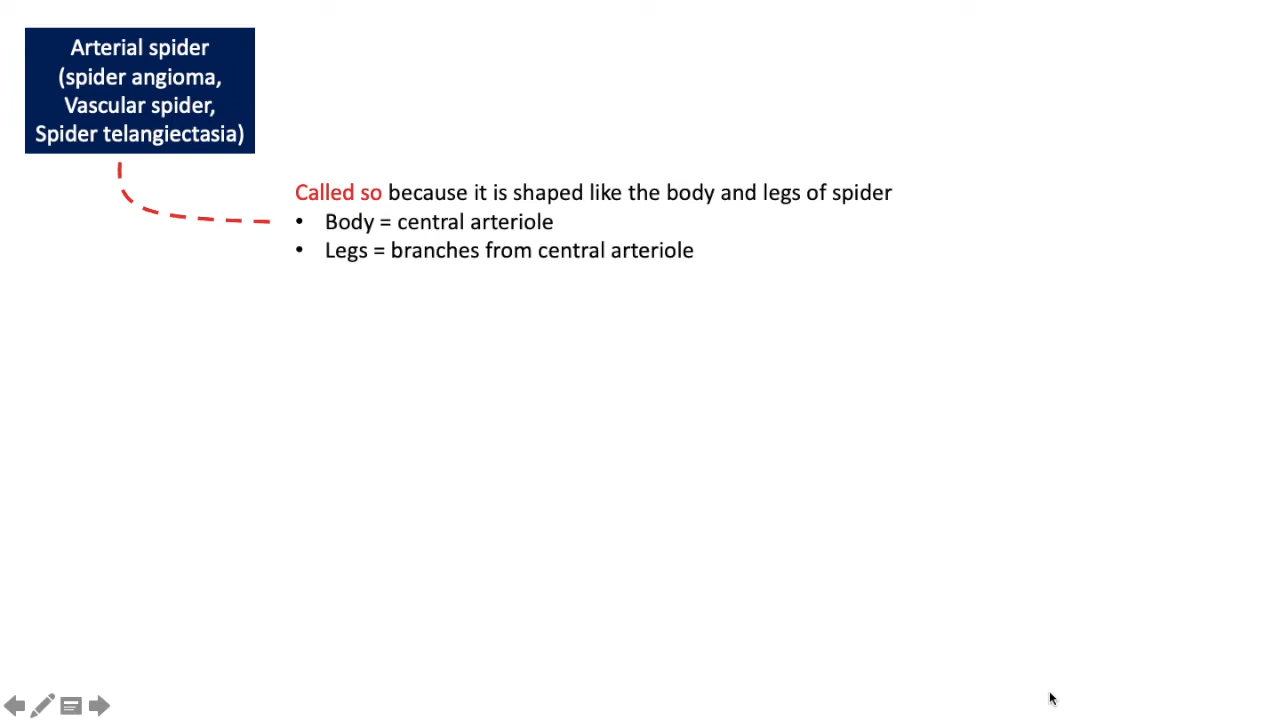 Arterial spider
(spider angioma,
Vascular spider,
Spider telangiectasia)
Called so because it is shaped like the body and legs of spider
• Body = central arteriole
• Legs = branches from central arteriole